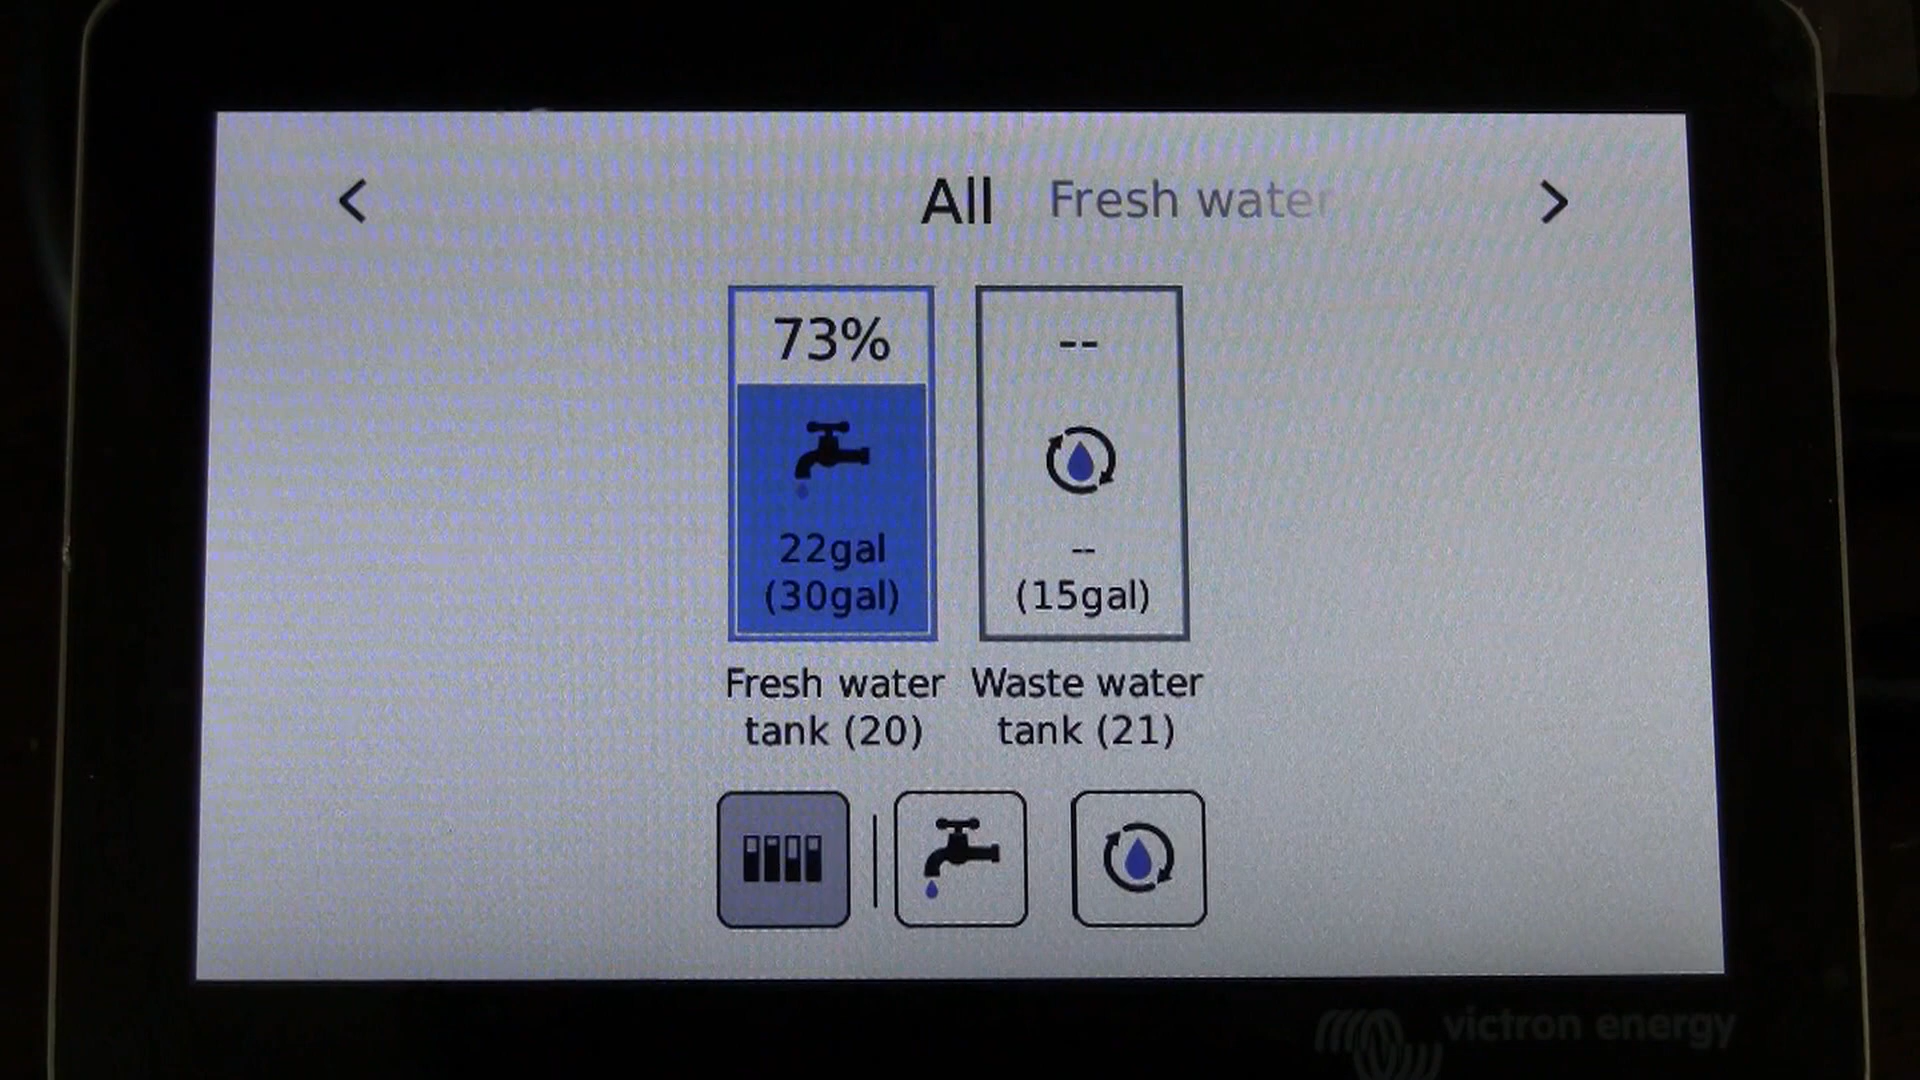 < All Fresh water >
73% --
22gal --
(30gal) (15gal)
Fresh water Waste water
tank (20) tank (21)
victron energy